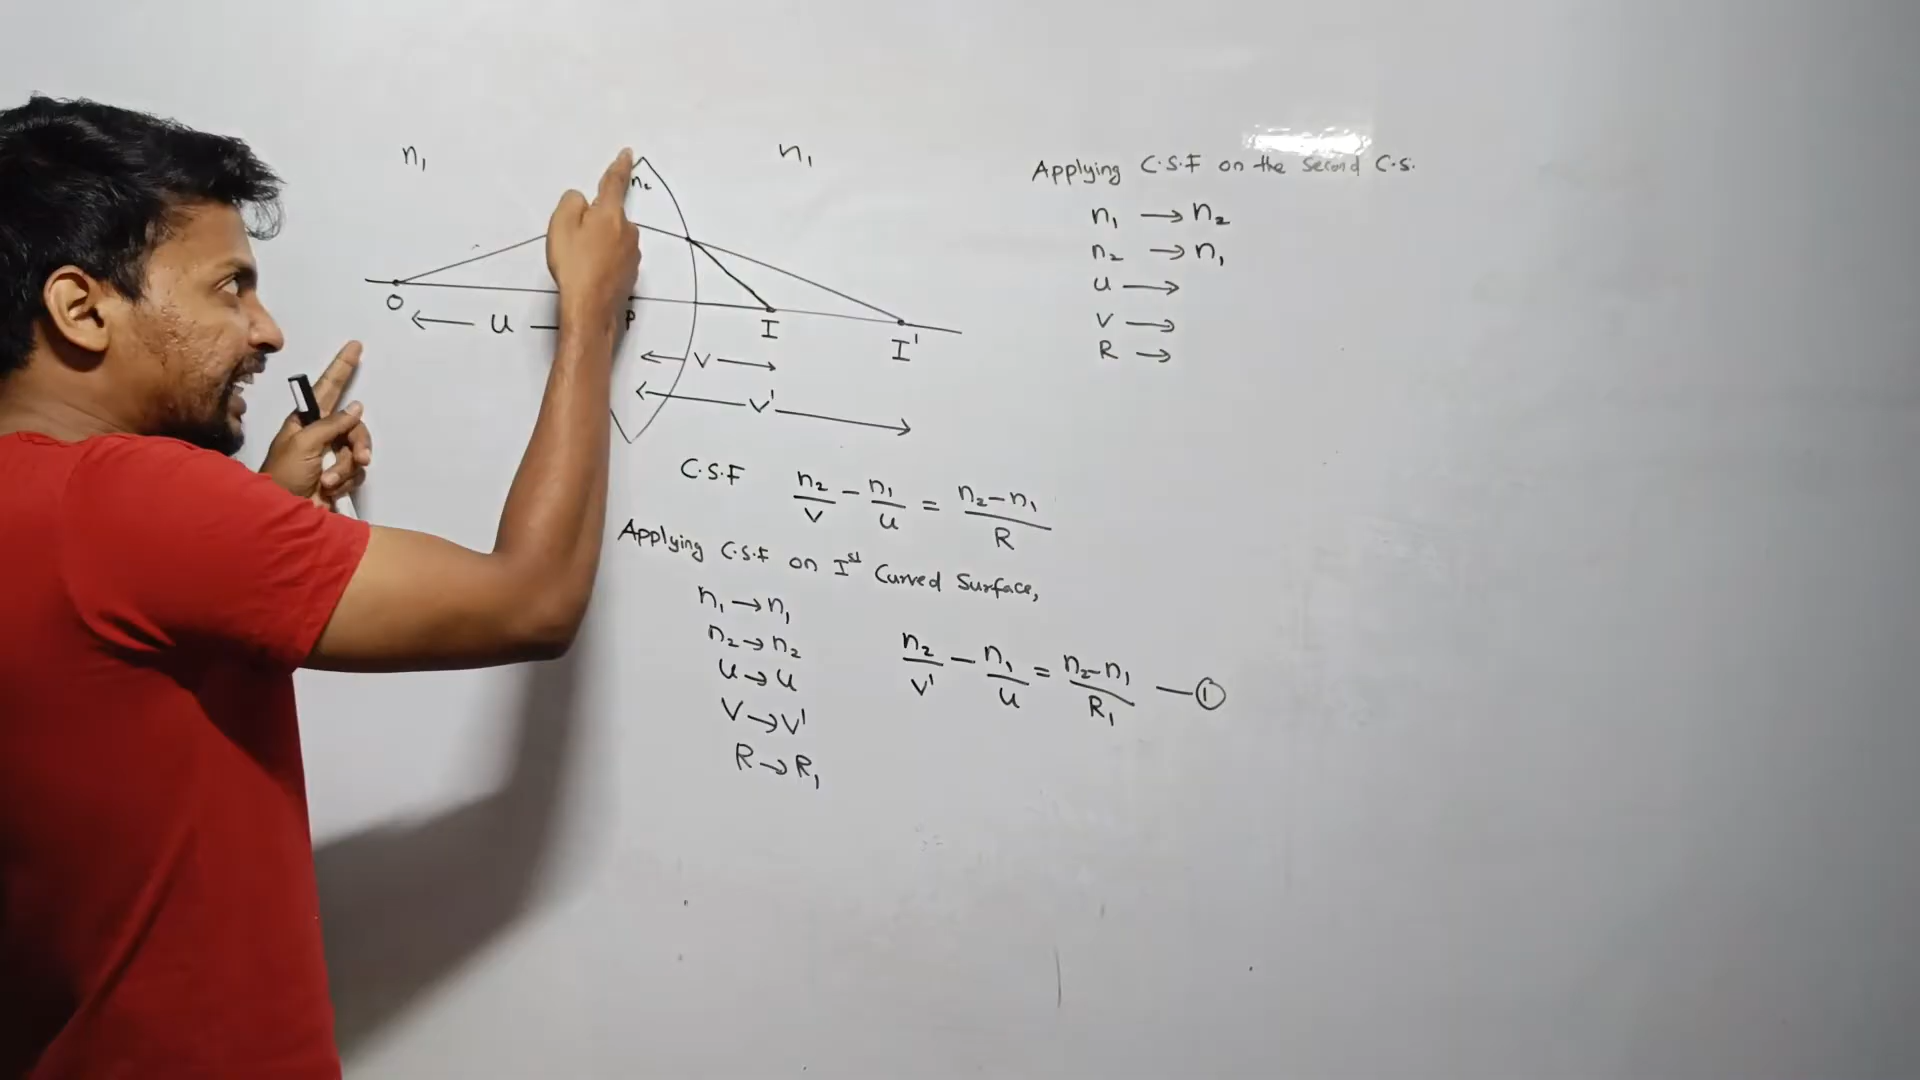 n₁
n₂
n₁
O
u
P
I
I'
v
v'
C.S.F n₂/v - n₁/u = (n₂-n₁)/R
Applying C.S.F on Iˢᵗ Curved Surface,
n₁ → n₁
n₂ → n₂
u → u
v → v'
R → R₁
n₂/v' - n₁/u = (n₂-n₁)/R₁ —①
Applying C.S.F on the Second C.S.
n₁ → n₂
n₂ → n₁
u →
v →
R →